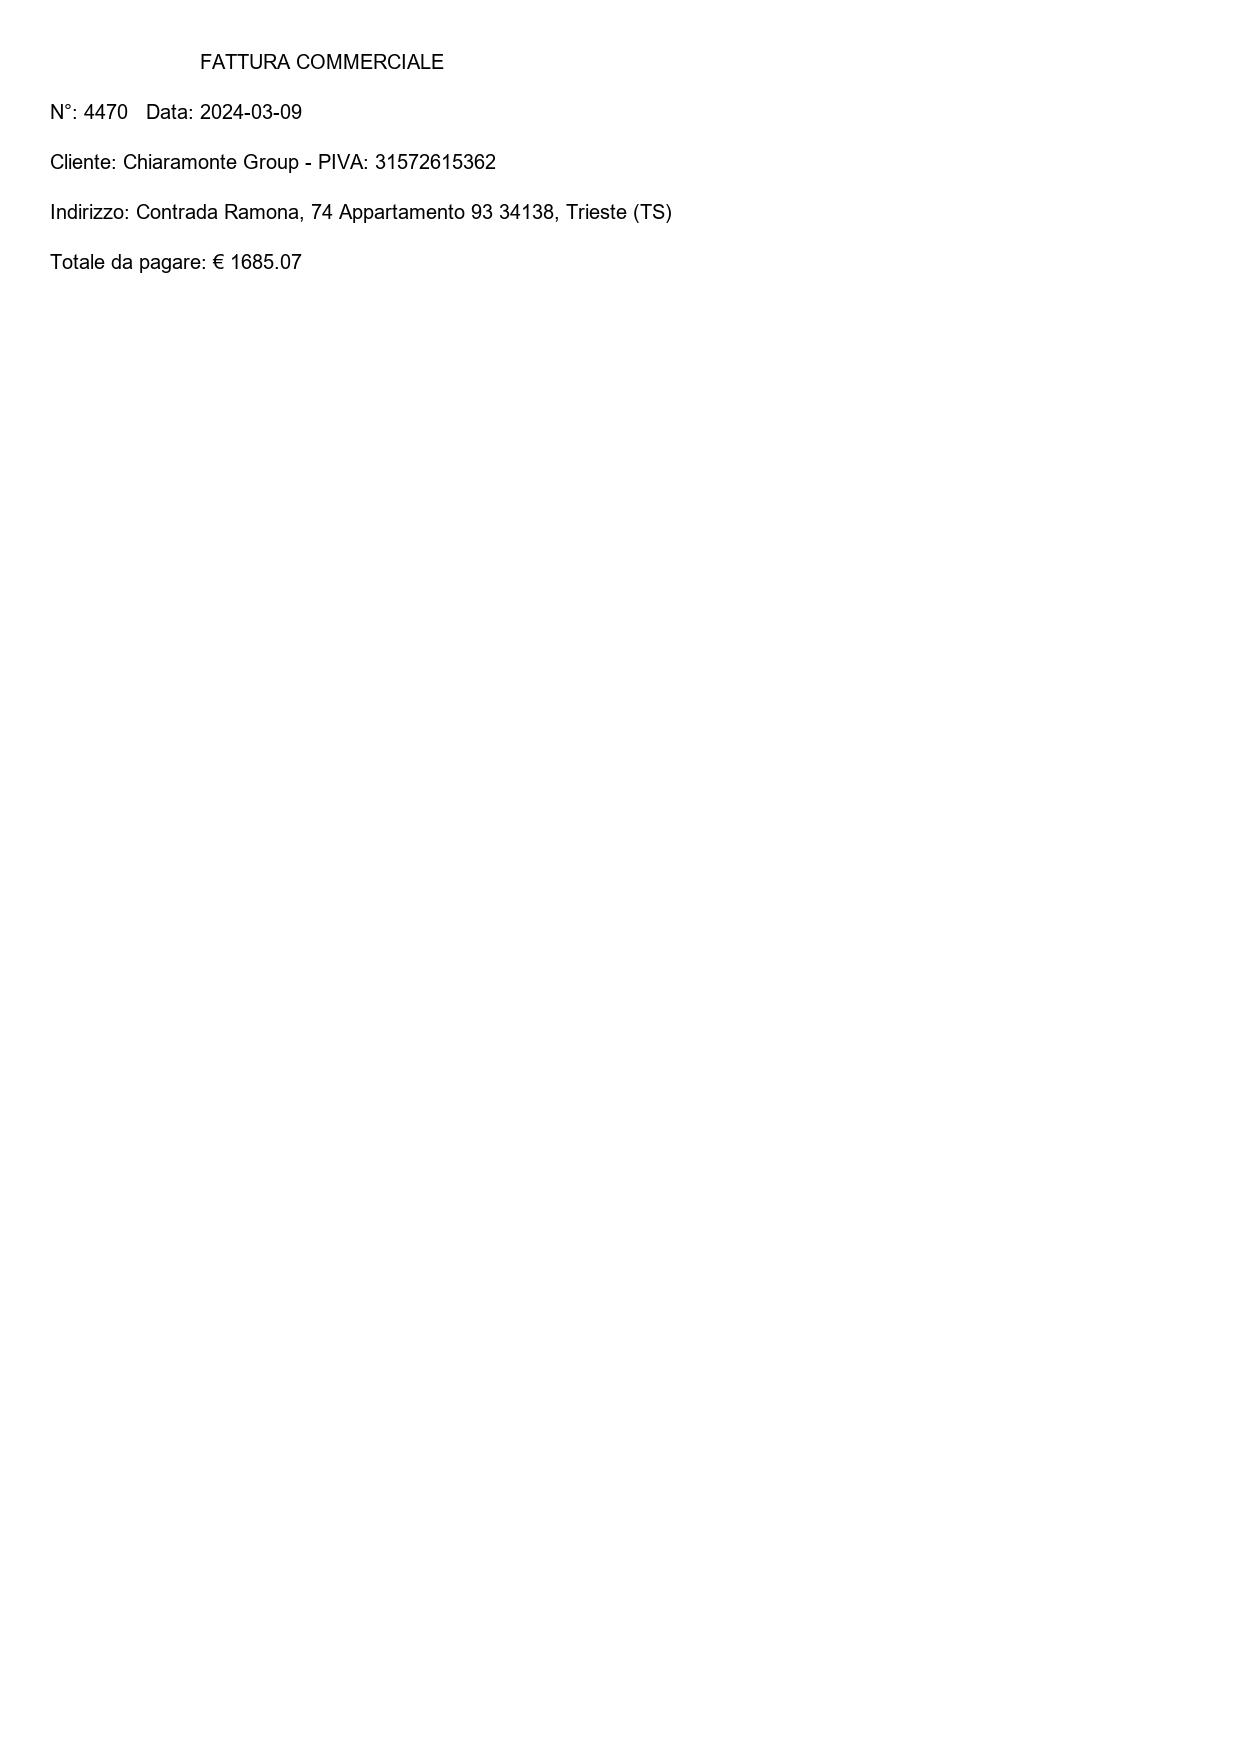 FATTURA COMMERCIALE
N°: 4470 Data: 2024-03-09
Cliente: Chiaramonte Group - PIVA: 31572615362
Indirizzo: Contrada Ramona, 74 Appartamento 93 34138, Trieste (TS)
Totale da pagare: € 1685.07